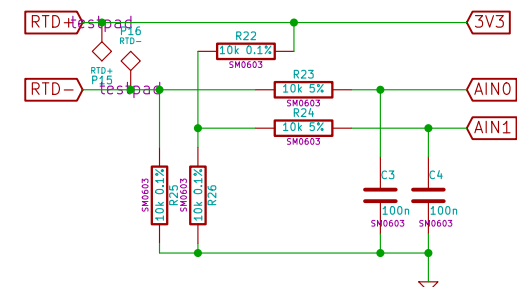 RTD+
testpad
P16
RTD-
3V3
R22
10k 0.1%
SM0603
RTD+
P15
RTD-
testpad
R23
10k 5%
SM0603
AIN0
R24
10k 5%
SM0603
AIN1
SM0603
10k 0.1%
R25
SM0603
10k 0.1%
R26
C3
100n
SM0603
C4
100n
SM0603